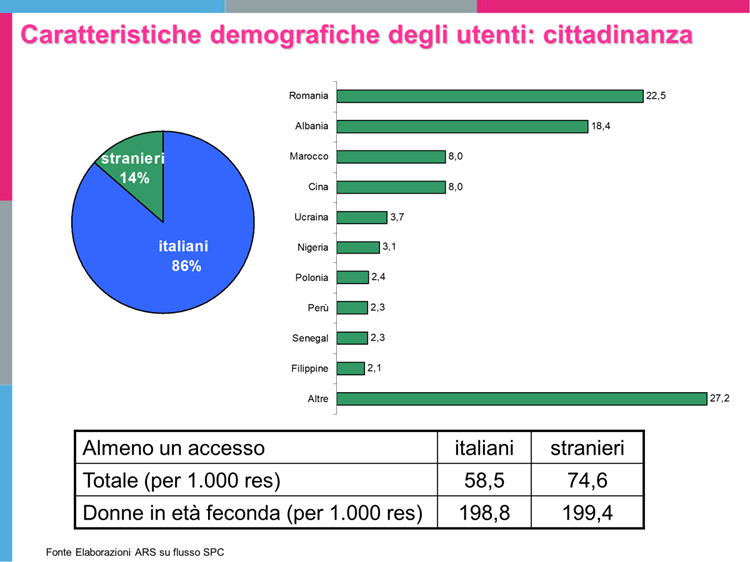 Caratteristiche demografiche degli utenti: cittadinanza
stranieri
14%
italiani
86%
Romania 22,5
Albania 18,4
Marocco 8,0
Cina 8,0
Ucraina 3,7
Nigeria 3,1
Polonia 2,4
Perù 2,3
Senegal 2,3
Filippine 2,1
Altre 27,2
Almeno un accesso italiani stranieri
Totale (per 1.000 res) 58,5 74,6
Donne in età feconda (per 1.000 res) 198,8 199,4
Fonte Elaborazioni ARS su flusso SPC